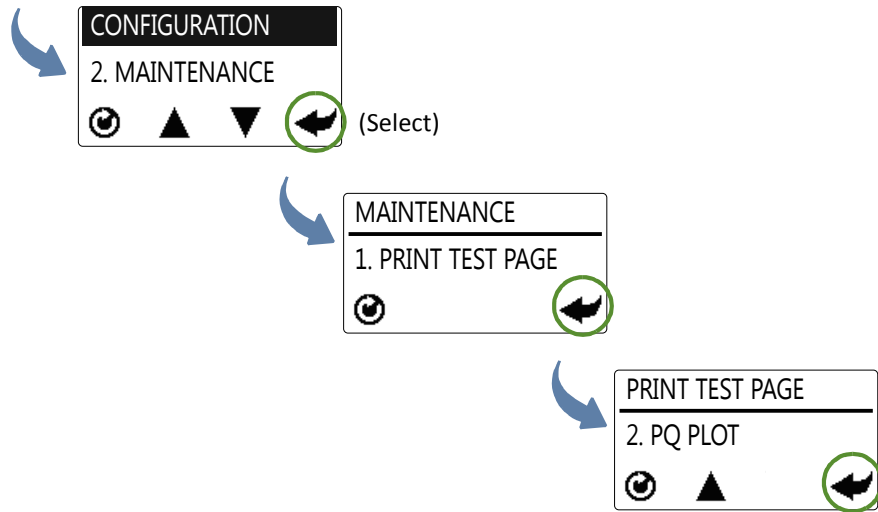 CONFIGURATION
2. MAINTENANCE
(Select)
MAINTENANCE
1. PRINT TEST PAGE
PRINT TEST PAGE
2. PQ PLOT